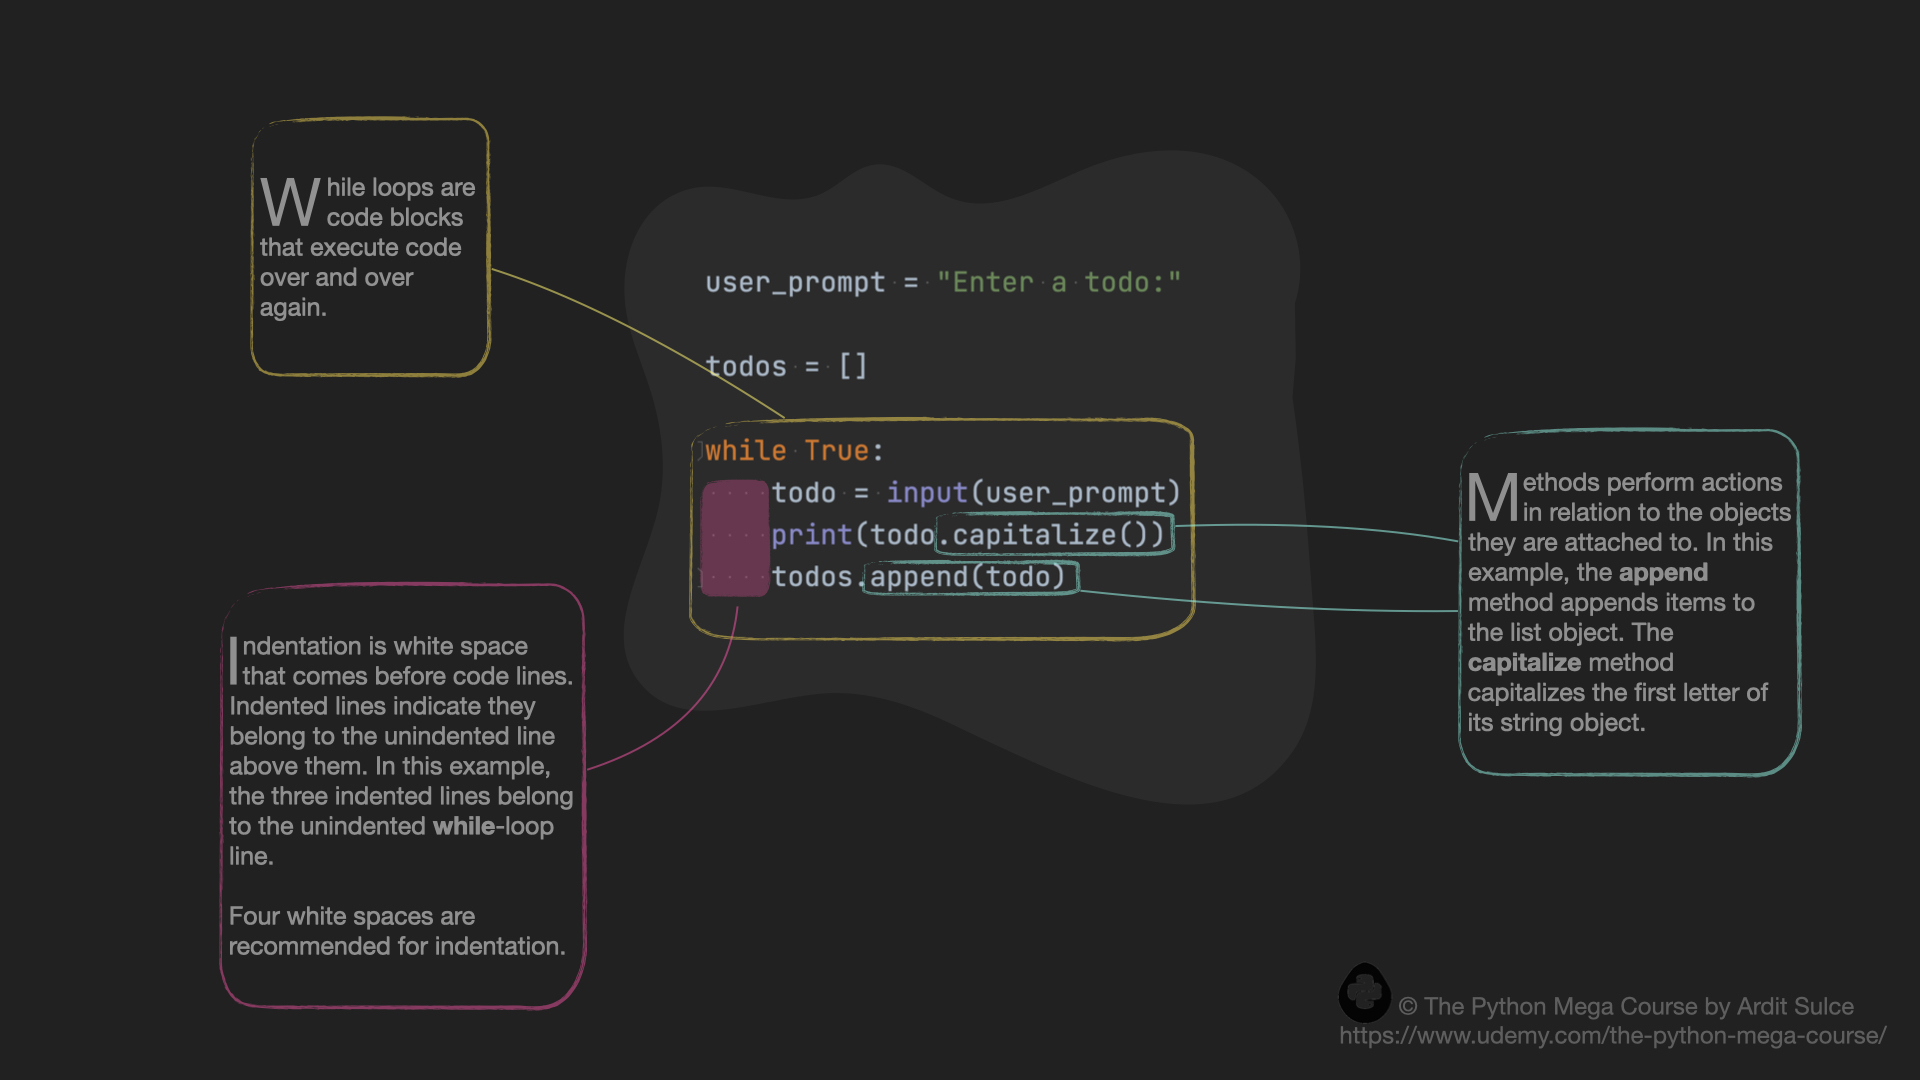 While loops are
code blocks
that execute code
over and over
again.
user_prompt = "Enter a todo:"
todos = []
while True:
    todo = input(user_prompt)
    print(todo.capitalize())
    todos.append(todo)
Methods perform actions
in relation to the objects
they are attached to. In this
example, the append
method appends items to
the list object. The
capitalize method
capitalizes the first letter of
its string object.
Indentation is white space
that comes before code lines.
Indented lines indicate they
belong to the unindented line
above them. In this example,
the three indented lines belong
to the unindented while-loop
line.
Four white spaces are
recommended for indentation.
© The Python Mega Course by Ardit Sulce
https://www.udemy.com/the-python-mega-course/